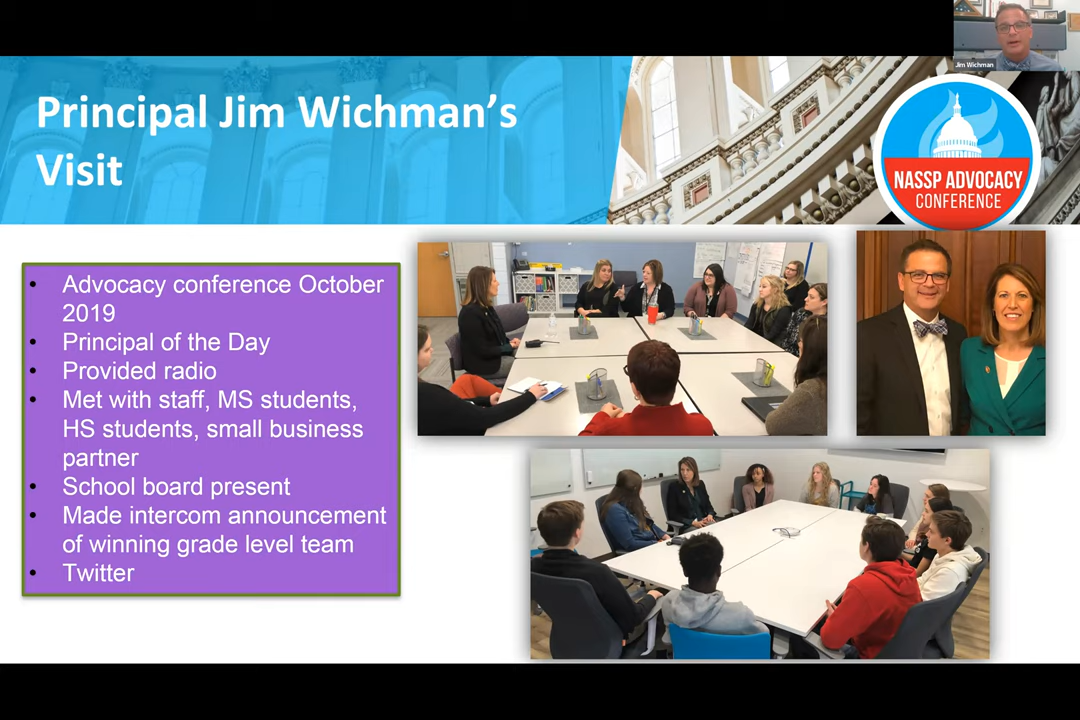 Jim Wichman
Principal Jim Wichman's
Visit
NASSP ADVOCACY
CONFERENCE
• Advocacy conference October
2019
• Principal of the Day
• Provided radio
• Met with staff, MS students,
HS students, small business
partner
• School board present
• Made intercom announcement
of winning grade level team
• Twitter